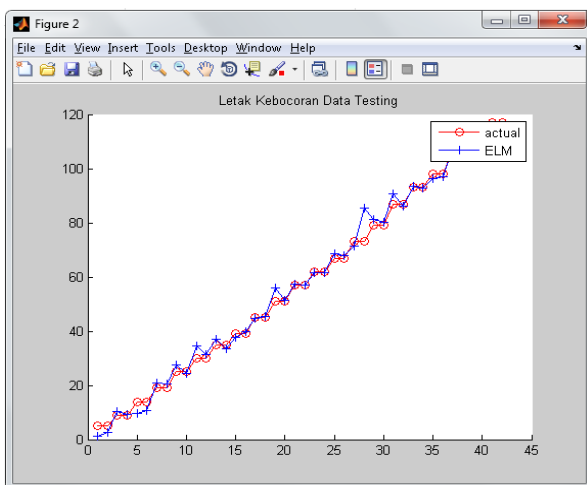 Figure 2
File Edit View Insert Tools Desktop Window Help
Letak Kebocoran Data Testing
actual
ELM
120
100
80
60
40
20
0
0 5 10 15 20 25 30 35 40 45